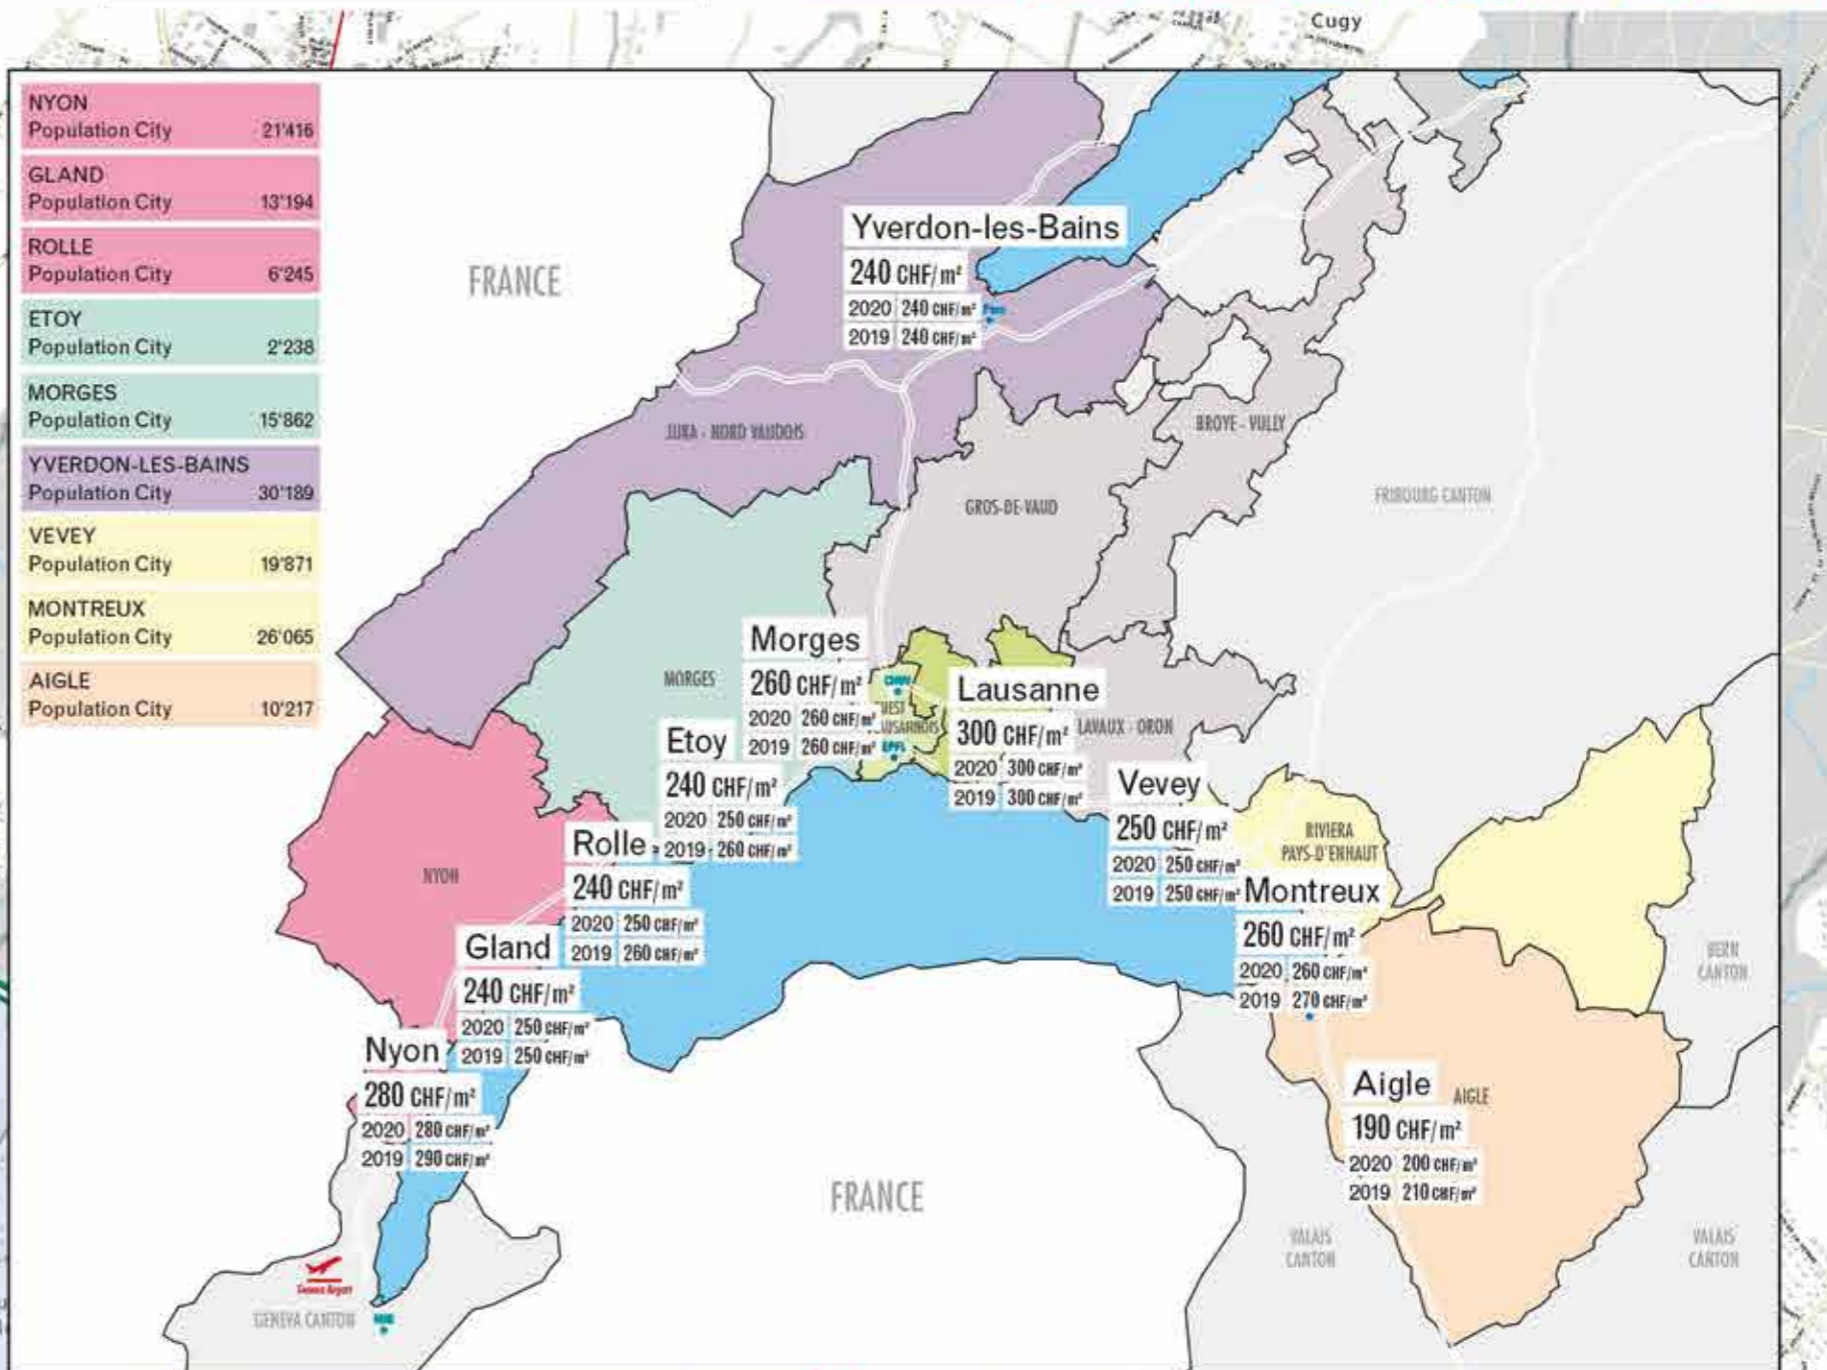 Cugy
NYON
Population City 21'416
GLAND
Population City 13'194
ROLLE
Population City 6'245
ETOY
Population City 2'238
MORGES
Population City 15'862
YVERDON-LES-BAINS
Population City 30'189
VEVEY
Population City 19'871
MONTREUX
Population City 26'065
AIGLE
Population City 10'217
FRANCE
Yverdon-les-Bains
240 CHF/m²
2020 240 CHF/m²
2019 240 CHF/m²
JURA - NORD VAUDOIS
BROYE - VULLY
GROS-DE-VAUD
FRIBOURG CANTON
Morges
260 CHF/m²
2020 260 CHF/m²
2019 260 CHF/m²
MORGES
EPFL
Lausanne
300 CHF/m²
2020 300 CHF/m²
2019 300 CHF/m²
LAVAUX - ORON
Etoy
240 CHF/m²
2020 250 CHF/m²
2019 260 CHF/m²
Vevey
250 CHF/m²
2020 250 CHF/m²
2019 250 CHF/m²
RIVIERA
PAYS-D'ENHAUT
Rolle
240 CHF/m²
2020 250 CHF/m²
2019 260 CHF/m²
NYON
Montreux
260 CHF/m²
2020 260 CHF/m²
2019 270 CHF/m²
BERN
CANTON
Gland
240 CHF/m²
2020 250 CHF/m²
2019 250 CHF/m²
Nyon
280 CHF/m²
2020 280 CHF/m²
2019 290 CHF/m²
Aigle
190 CHF/m²
2020 200 CHF/m²
2019 210 CHF/m²
AIGLE
FRANCE
VALAIS
CANTON
VALAIS
CANTON
Geneva Airport
GENEVA CANTON